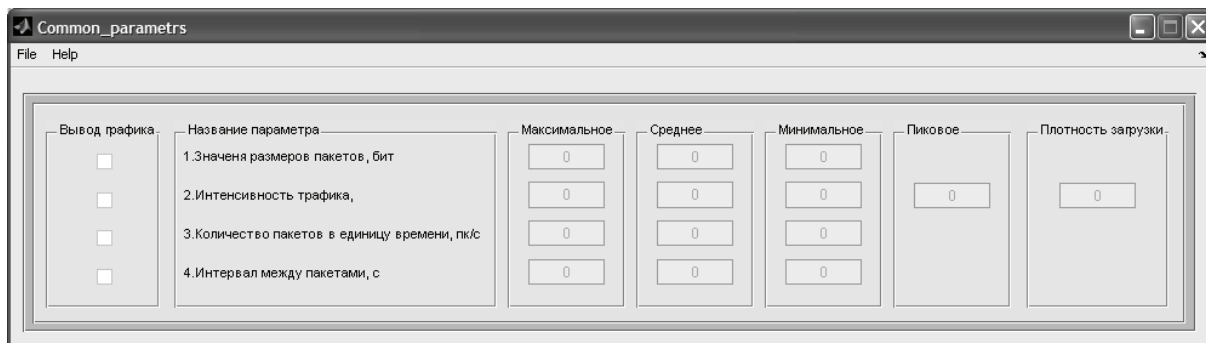 Common_parametrs
File Help
Вывод графика Название параметра Максимальное Среднее Минимальное Пиковое Плотность загрузки
1.Значеня размеров пакетов, бит 0 0 0
2.Интенсивность трафика, 0 0 0 0 0
3.Количество пакетов в единицу времени, пк/с 0 0 0
4.Интервал между пакетами, с 0 0 0